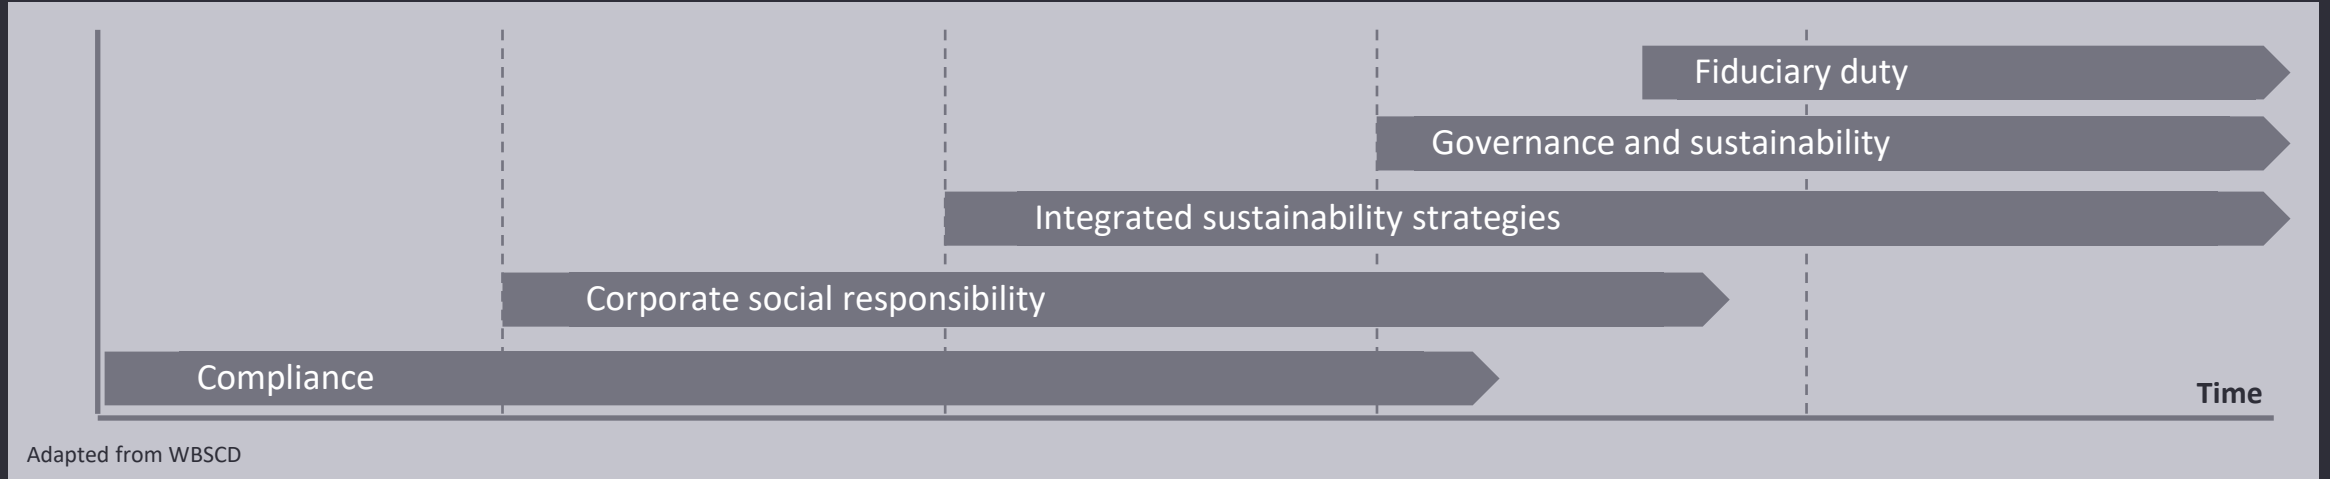 Fiduciary duty
Governance and sustainability
Integrated sustainability strategies
Corporate social responsibility
Compliance
Time
Adapted from WBSCD